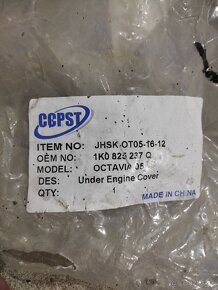 CCPST
ITEM NO: JHSK-OT05-16-12
OEM NO: 1K0 825 237 Q
MODEL: OCTAVIA 05
DES: Under Engine Cover
QTY:
MADE IN CHINA